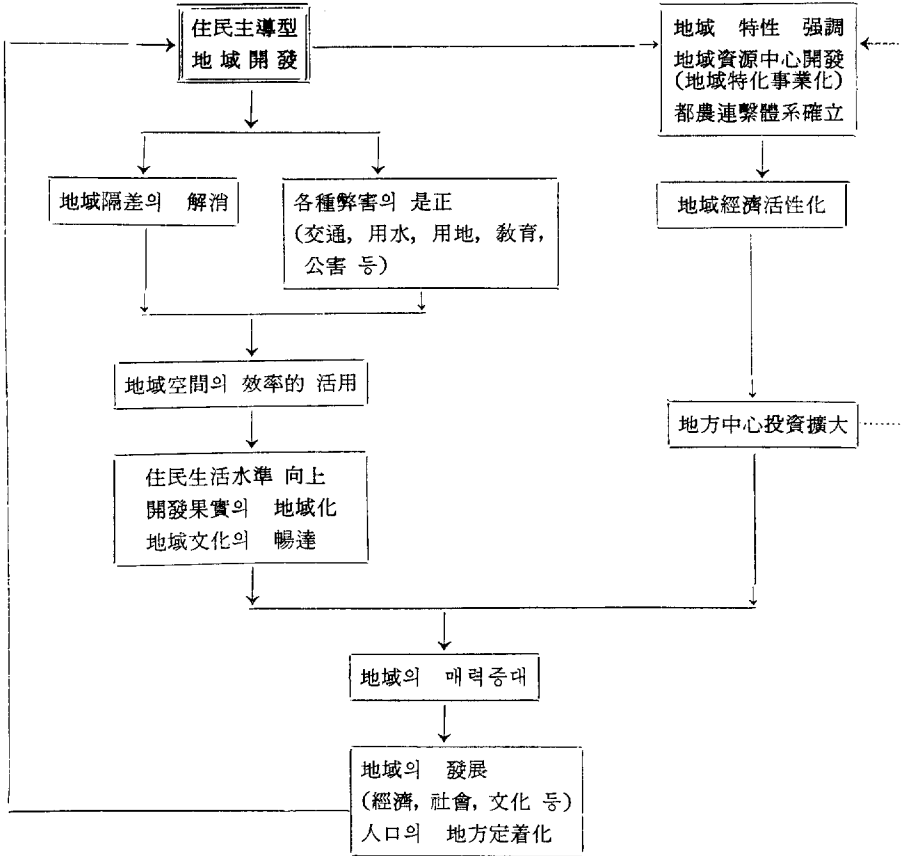 住民主導型
地域開發
地域 特性 强調
地域資源中心開發
(地域特化事業化)
都農連繫體系確立
地域隔差의 解消
各種弊害의 是正
(交通, 用水, 用地, 敎育,
公害 등)
地域經濟活性化
地域空間의 效率的 活用
地方中心投資擴大
住民生活水準 向上
開發果實의 地域化
地域文化의 暢達
地域의 매력증대
地域의 發展
(經濟, 社會, 文化 등)
人口의 地方定着化